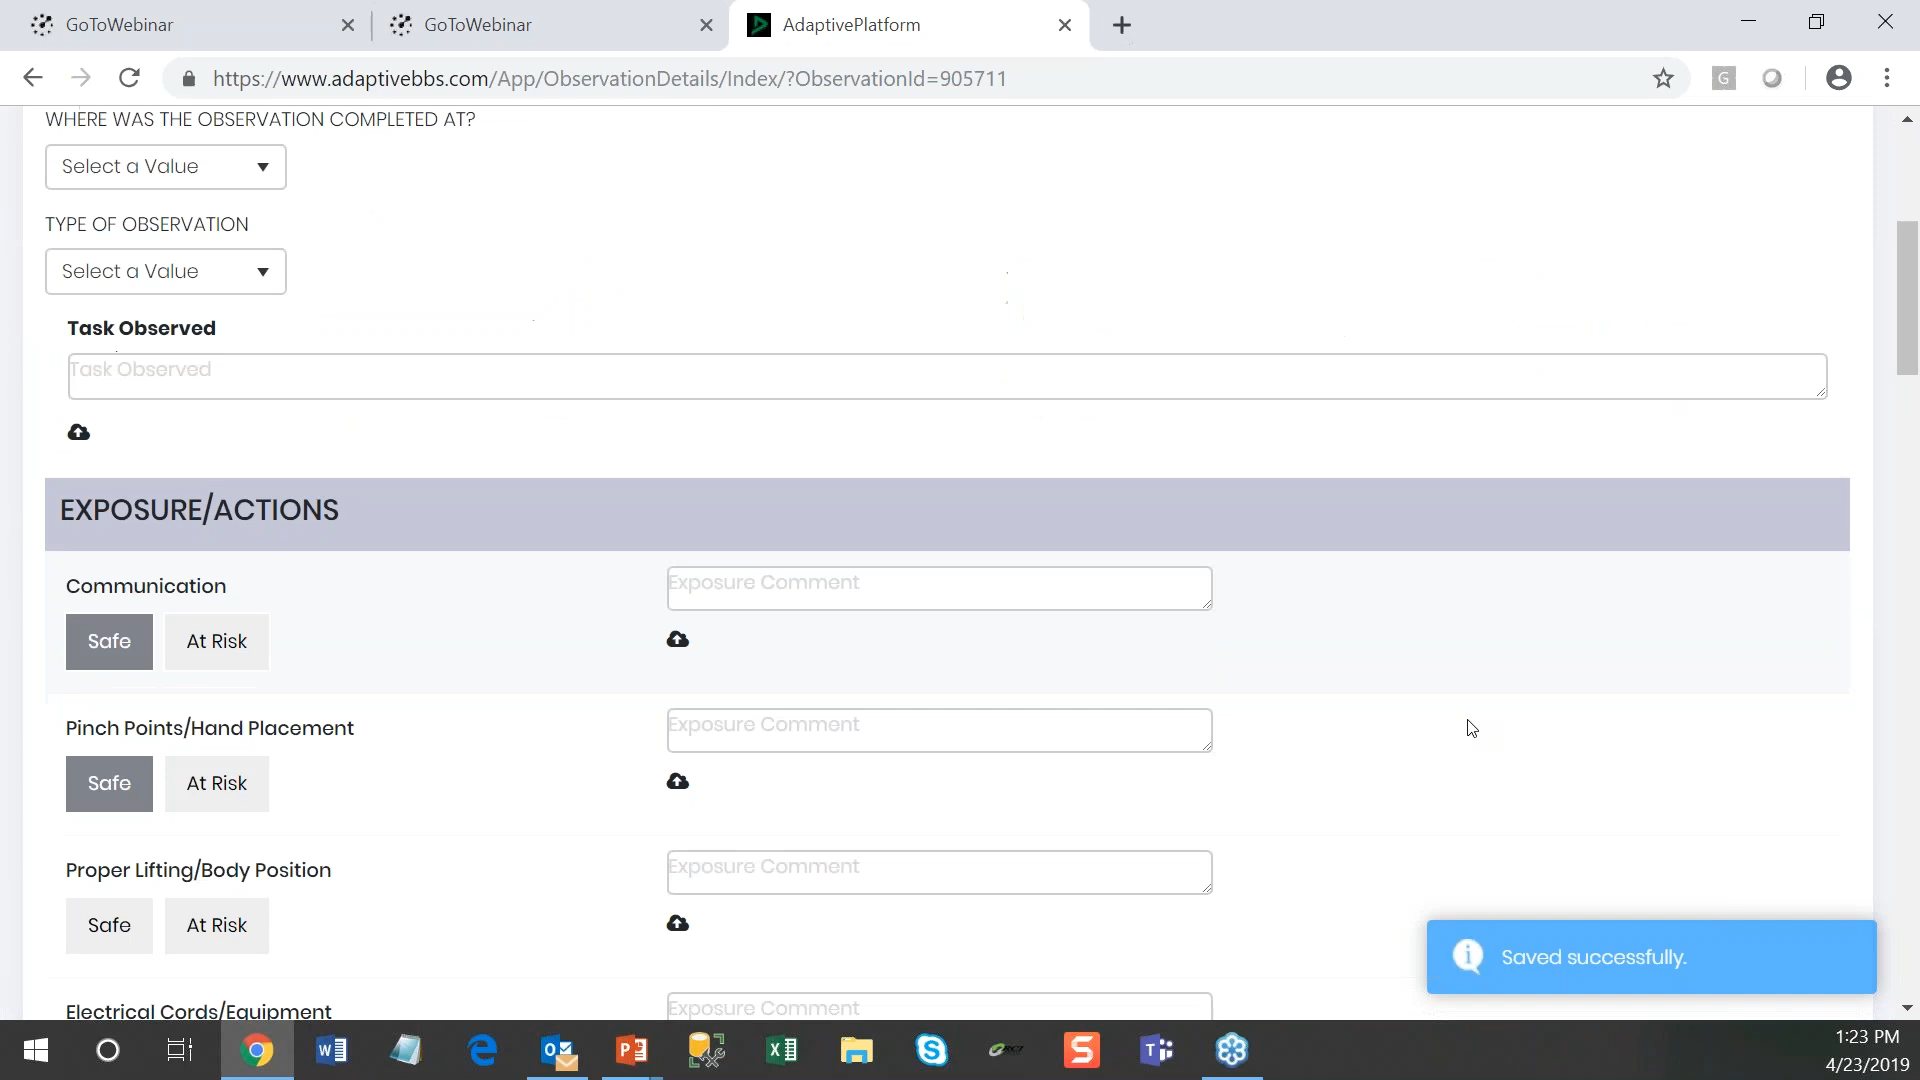 GoToWebinar
GoToWebinar
AdaptivePlatform
https://www.adaptivebbs.com/App/ObservationDetails/Index/?ObservationId=905711
G
WHERE WAS THE OBSERVATION COMPLETED AT?
Select a Value
TYPE OF OBSERVATION
Select a Value
Task Observed
Task Observed
EXPOSURE/ACTIONS
Communication
Exposure Comment
Safe At Risk
Pinch Points/Hand Placement
Exposure Comment
Safe At Risk
Proper Lifting/Body Position
Exposure Comment
Safe At Risk
Saved successfully.
Electrical Cords/Equipment
Exposure Comment
1:23 PM
4/23/2019